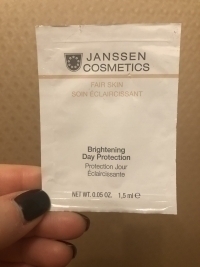 JANSSEN
COSMETICS
FAIR SKIN
SOIN ECLAIRCISSANT
Brightening
Day Protection
Protection Jour
Éclaircissante
NET WT. 0.05 OZ. 1,5 ml ℮